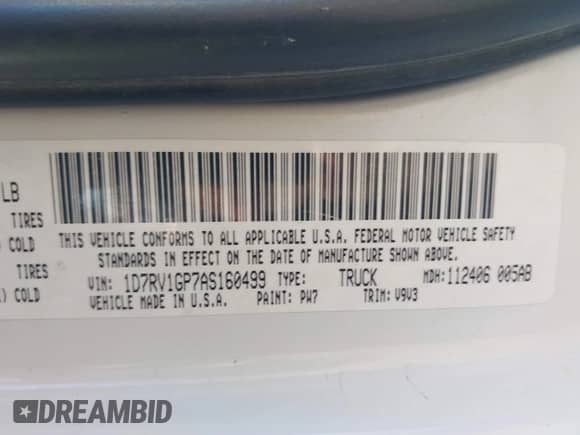 LB
TIRES
COLD
TIRES
) COLD
THIS VEHICLE CONFORMS TO ALL APPLICABLE U.S.A. FEDERAL MOTOR VEHICLE SAFETY
STANDARDS IN EFFECT ON THE DATE OF MANUFACTURE SHOWN ABOVE.
VIN: 1D7RV1GP7AS160499 TYPE: TRUCK MDH: 112406 005AB
VEHICLE MADE IN U.S.A. PAINT: PW7 TRIM: V9V3
DREAMBID